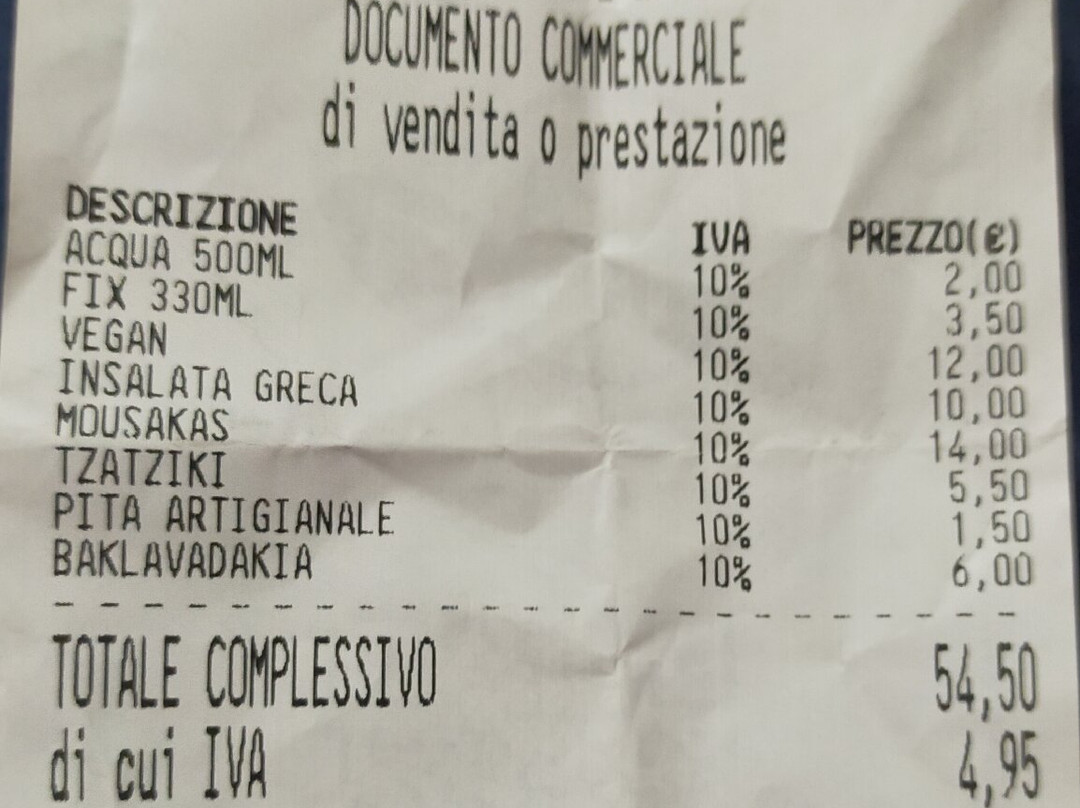 DOCUMENTO COMMERCIALE
di vendita o prestazione
DESCRIZIONE IVA PREZZO(€)
ACQUA 500ML 10% 2,00
FIX 330ML 10% 3,50
VEGAN 10% 12,00
INSALATA GRECA 10% 10,00
MOUSAKAS 10% 14,00
TZATZIKI 10% 5,50
PITA ARTIGIANALE 10% 1,50
BAKLAVADAKIA 10% 6,00
TOTALE COMPLESSIVO 54,50
di cui IVA 4,95